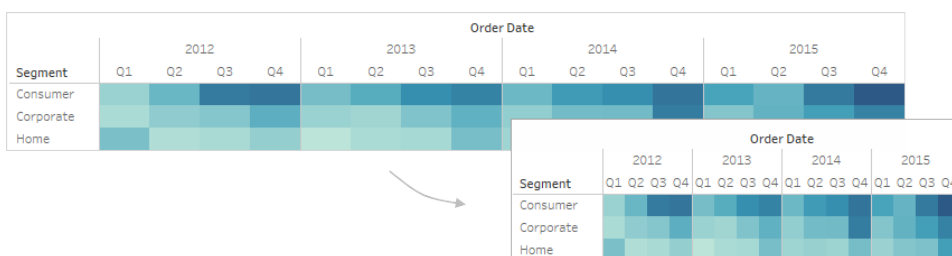 Order Date
2012 2013 2014 2015
Segment Q1 Q2 Q3 Q4 Q1 Q2 Q3 Q4 Q1 Q2 Q3 Q4 Q1 Q2 Q3 Q4
Consumer
Corporate
Home
Order Date
2012 2013 2014 2015
Segment Q1 Q2 Q3 Q4 Q1 Q2 Q3 Q4 Q1 Q2 Q3 Q4 Q1 Q2 Q3 Q4
Consumer
Corporate
Home